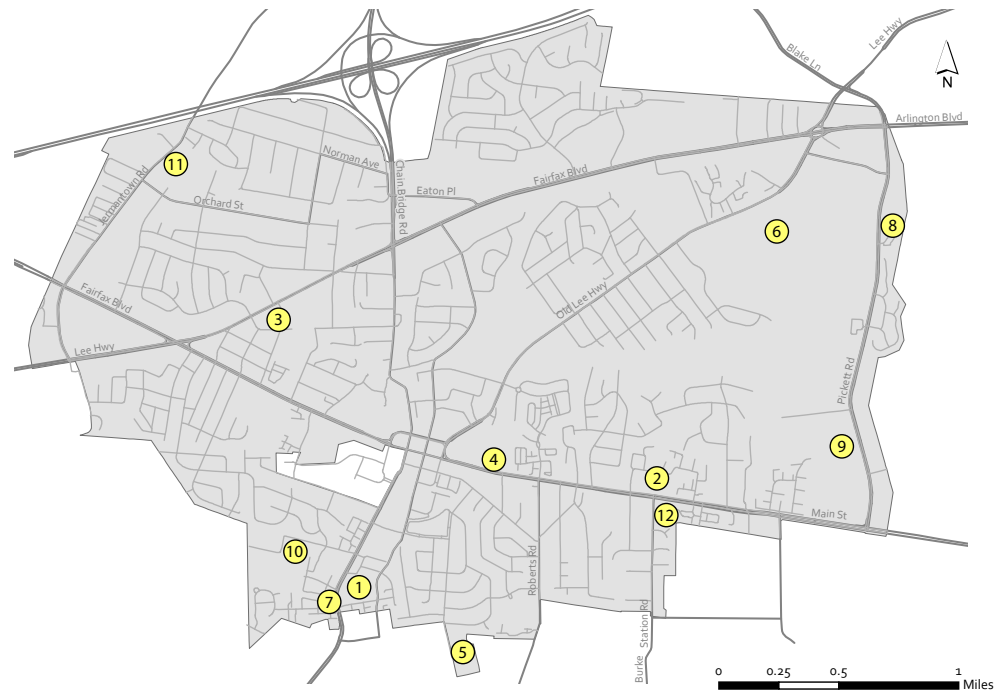 Lee Hwy
Blake Ln
N
Arlington Blvd
11
Norman Ave
Chain Bridge Rd
Fairfax Blvd
Jermantown Rd
Orchard St
Eaton Pl
6
8
Fairfax Blvd
Old Lee Hwy
3
Lee Hwy
Pickett Rd
9
4
2
12
Main St
10
Roberts Rd
1
7
Burke Station Rd
5
0
0.25
0.5
1
Miles